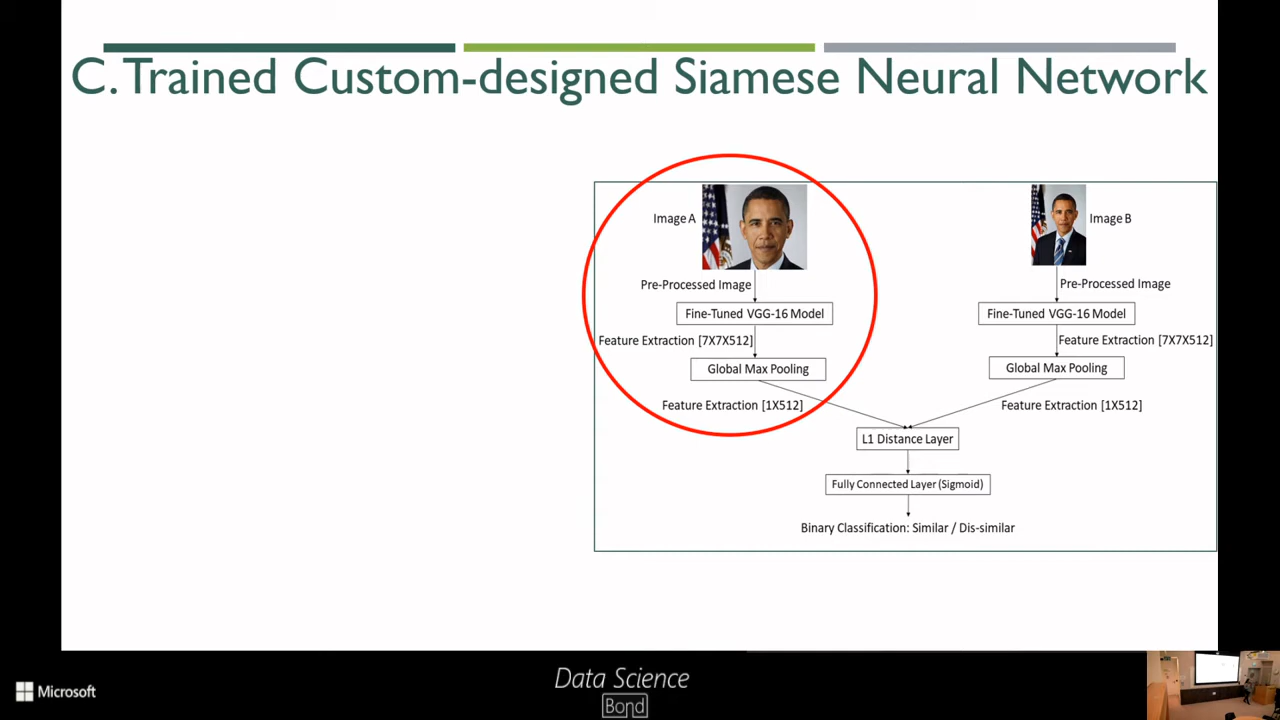 C. Trained Custom-designed Siamese Neural Network
Image A
Image B
Pre-Processed Image
Pre-Processed Image
Fine-Tuned VGG-16 Model
Fine-Tuned VGG-16 Model
Feature Extraction [7X7X512]
Feature Extraction [7X7X512]
Global Max Pooling
Global Max Pooling
Feature Extraction [1X512]
Feature Extraction [1X512]
L1 Distance Layer
Fully Connected Layer (Sigmoid)
Binary Classification: Similar / Dis-similar
Microsoft
Data Science
Bond